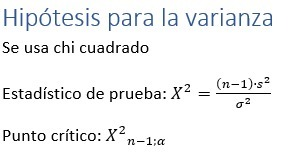 Hipótesis para la varianza
Se usa chi cuadrado
Estadístico de prueba: X² = (n−1)·s² / σ²
Punto crítico: X²ₙ₋₁;α